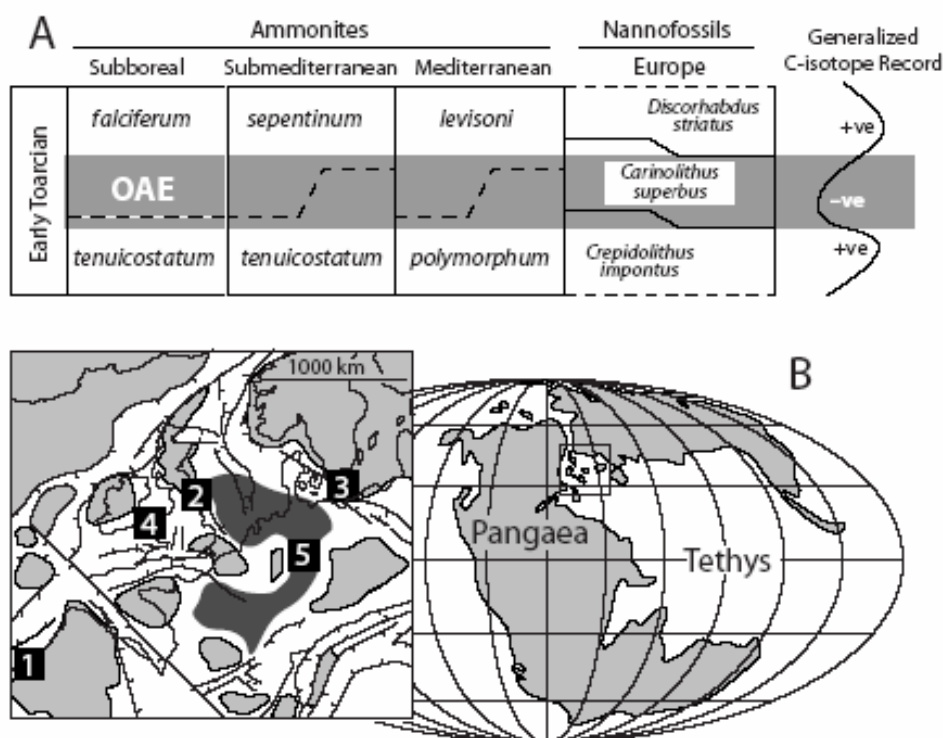 A
Ammonites
Nannofossils
Generalized
C-isotope Record
Subboreal
Submediterranean
Mediterranean
Europe
Early Toarcian
falciferum
sepentinum
levisoni
Discorhabdus
striatus
+ve
OAE
Carinolithus
superbus
–ve
tenuicostatum
tenuicostatum
polymorphum
Crepidolithus
impontus
+ve
1000 km
B
2
3
4
5
1
Pangaea
Tethys